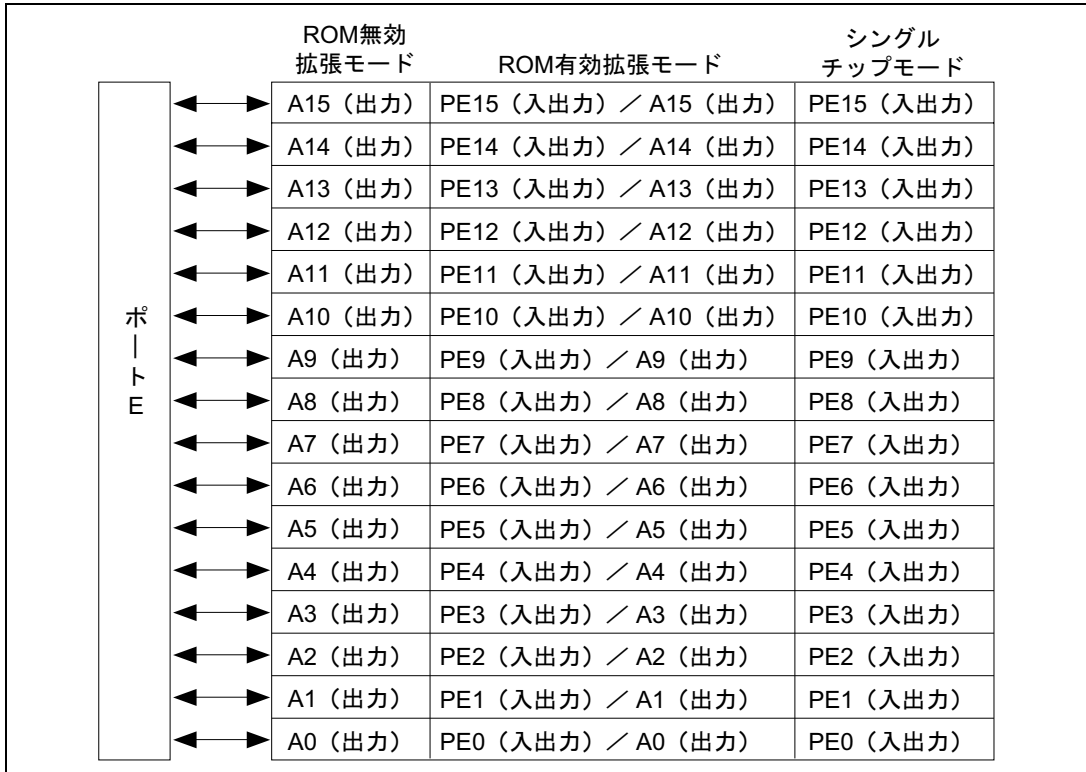 ROM無効
拡張モード
ROM有効拡張モード
シングル
チップモード
ポートE
A15（出力） PE15（入出力）／A15（出力） PE15（入出力）
A14（出力） PE14（入出力）／A14（出力） PE14（入出力）
A13（出力） PE13（入出力）／A13（出力） PE13（入出力）
A12（出力） PE12（入出力）／A12（出力） PE12（入出力）
A11（出力） PE11（入出力）／A11（出力） PE11（入出力）
A10（出力） PE10（入出力）／A10（出力） PE10（入出力）
A9（出力） PE9（入出力）／A9（出力） PE9（入出力）
A8（出力） PE8（入出力）／A8（出力） PE8（入出力）
A7（出力） PE7（入出力）／A7（出力） PE7（入出力）
A6（出力） PE6（入出力）／A6（出力） PE6（入出力）
A5（出力） PE5（入出力）／A5（出力） PE5（入出力）
A4（出力） PE4（入出力）／A4（出力） PE4（入出力）
A3（出力） PE3（入出力）／A3（出力） PE3（入出力）
A2（出力） PE2（入出力）／A2（出力） PE2（入出力）
A1（出力） PE1（入出力）／A1（出力） PE1（入出力）
A0（出力） PE0（入出力）／A0（出力） PE0（入出力）